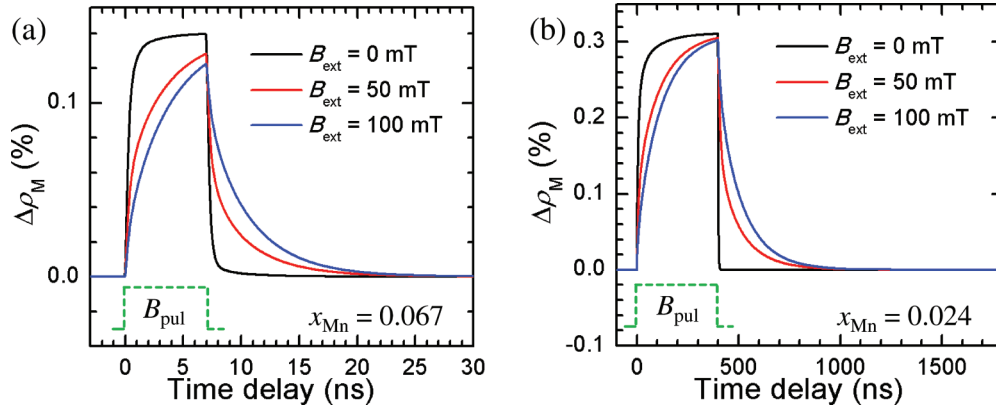 (a)
Δρ_M (%)
0.1
0.0
B_ext = 0 mT
B_ext = 50 mT
B_ext = 100 mT
B_pul
x_Mn = 0.067
0 5 10 15 20 25 30
Time delay (ns)
(b)
Δρ_M (%)
0.3
0.2
0.1
0.0
-0.1
B_ext = 0 mT
B_ext = 50 mT
B_ext = 100 mT
B_pul
x_Mn = 0.024
0 500 1000 1500
Time delay (ns)